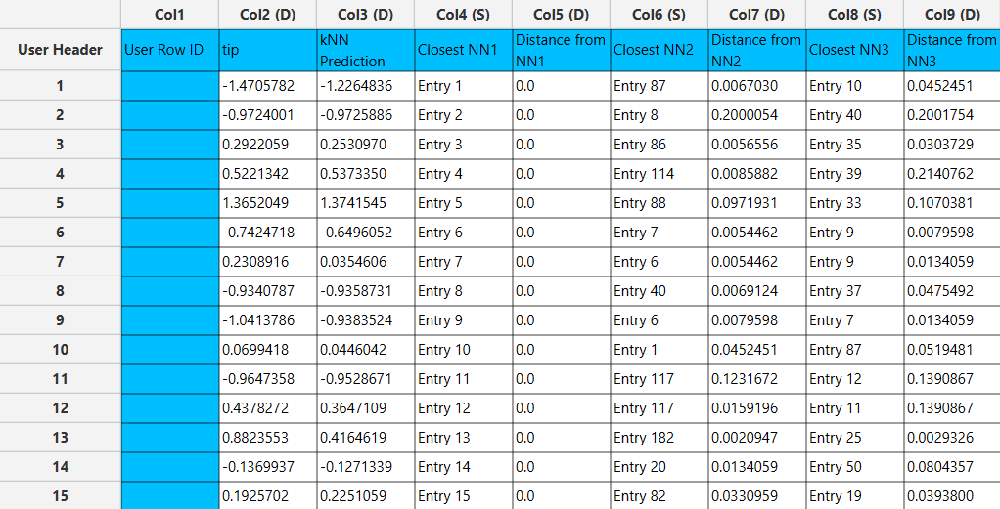 Col1 Col2 (D) Col3 (D) Col4 (S) Col5 (D) Col6 (S) Col7 (D) Col8 (S) Col9 (D)
User Header User Row ID tip kNN Prediction Closest NN1 Distance from NN1 Closest NN2 Distance from NN2 Closest NN3 Distance from NN3
1 -1.4705782 -1.2264836 Entry 1 0.0 Entry 87 0.0067030 Entry 10 0.0452451
2 -0.9724001 -0.9725886 Entry 2 0.0 Entry 8 0.2000054 Entry 40 0.2001754
3 0.2922059 0.2530970 Entry 3 0.0 Entry 86 0.0056556 Entry 35 0.0303729
4 0.5221342 0.5373350 Entry 4 0.0 Entry 114 0.0085882 Entry 39 0.2140762
5 1.3652049 1.3741545 Entry 5 0.0 Entry 88 0.0971931 Entry 33 0.1070381
6 -0.7424718 -0.6496052 Entry 6 0.0 Entry 7 0.0054462 Entry 9 0.0079598
7 0.2308916 0.0354606 Entry 7 0.0 Entry 6 0.0054462 Entry 9 0.0134059
8 -0.9340787 -0.9358731 Entry 8 0.0 Entry 40 0.0069124 Entry 37 0.0475492
9 -1.0413786 -0.9383524 Entry 9 0.0 Entry 6 0.0079598 Entry 7 0.0134059
10 0.0699418 0.0446042 Entry 10 0.0 Entry 1 0.0452451 Entry 87 0.0519481
11 -0.9647358 -0.9528671 Entry 11 0.0 Entry 117 0.1231672 Entry 12 0.1390867
12 0.4378272 0.3647109 Entry 12 0.0 Entry 117 0.0159196 Entry 11 0.1390867
13 0.8823553 0.4164619 Entry 13 0.0 Entry 182 0.0020947 Entry 25 0.0029326
14 -0.1369937 -0.1271339 Entry 14 0.0 Entry 20 0.0134059 Entry 50 0.0804357
15 0.1925702 0.2251059 Entry 15 0.0 Entry 82 0.0330959 Entry 19 0.0393800